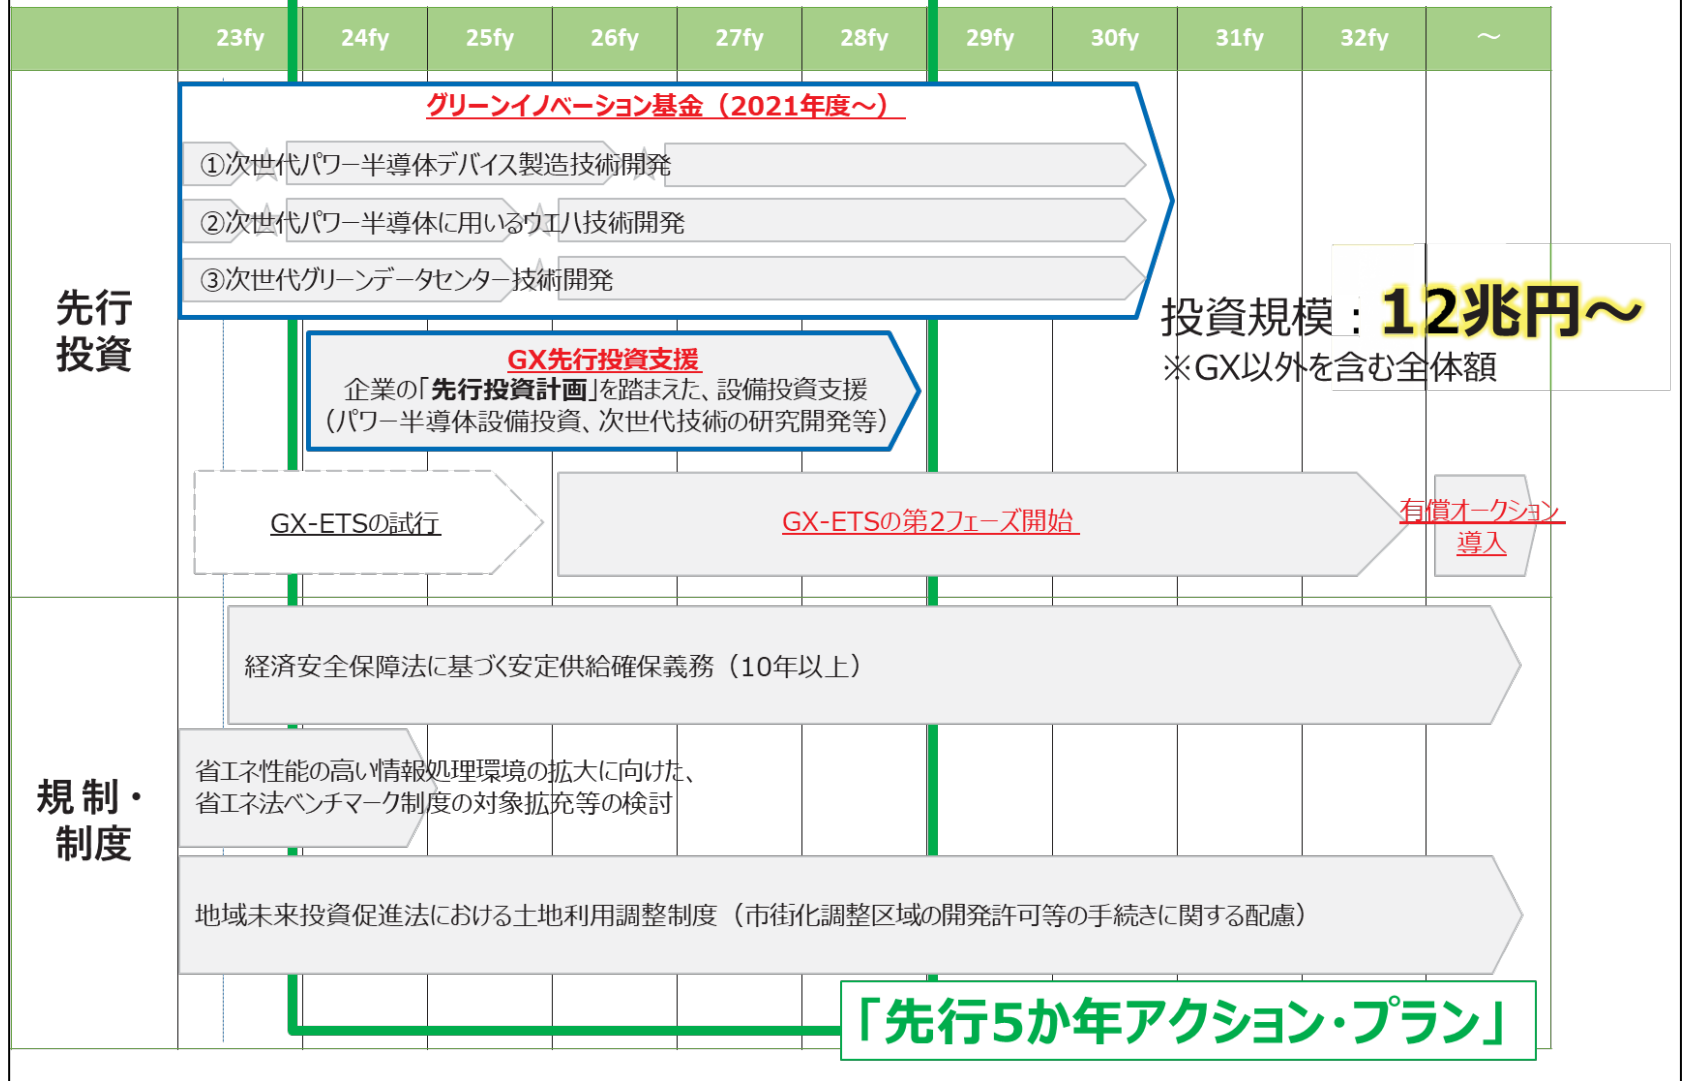 23fy 24fy 25fy 26fy 27fy 28fy 29fy 30fy 31fy 32fy ～
先行
投資
グリーンイノベーション基金（2021年度～）
①次世代パワー半導体デバイス製造技術開発
②次世代パワー半導体に用いるウエハ技術開発
③次世代グリーンデータセンター技術開発
投資規模：12兆円～
※GX以外を含む全体額
GX先行投資支援
企業の「先行投資計画」を踏まえた、設備投資支援
（パワー半導体設備投資、次世代技術の研究開発等）
GX-ETSの試行
GX-ETSの第2フェーズ開始
有償オークション
導入
規制・
制度
経済安全保障法に基づく安定供給確保義務（10年以上）
省エネ性能の高い情報処理環境の拡大に向けた、
省エネ法ベンチマーク制度の対象拡充等の検討
地域未来投資促進法における土地利用調整制度（市街化調整区域の開発許可等の手続きに関する配慮）
「先行5か年アクション・プラン」